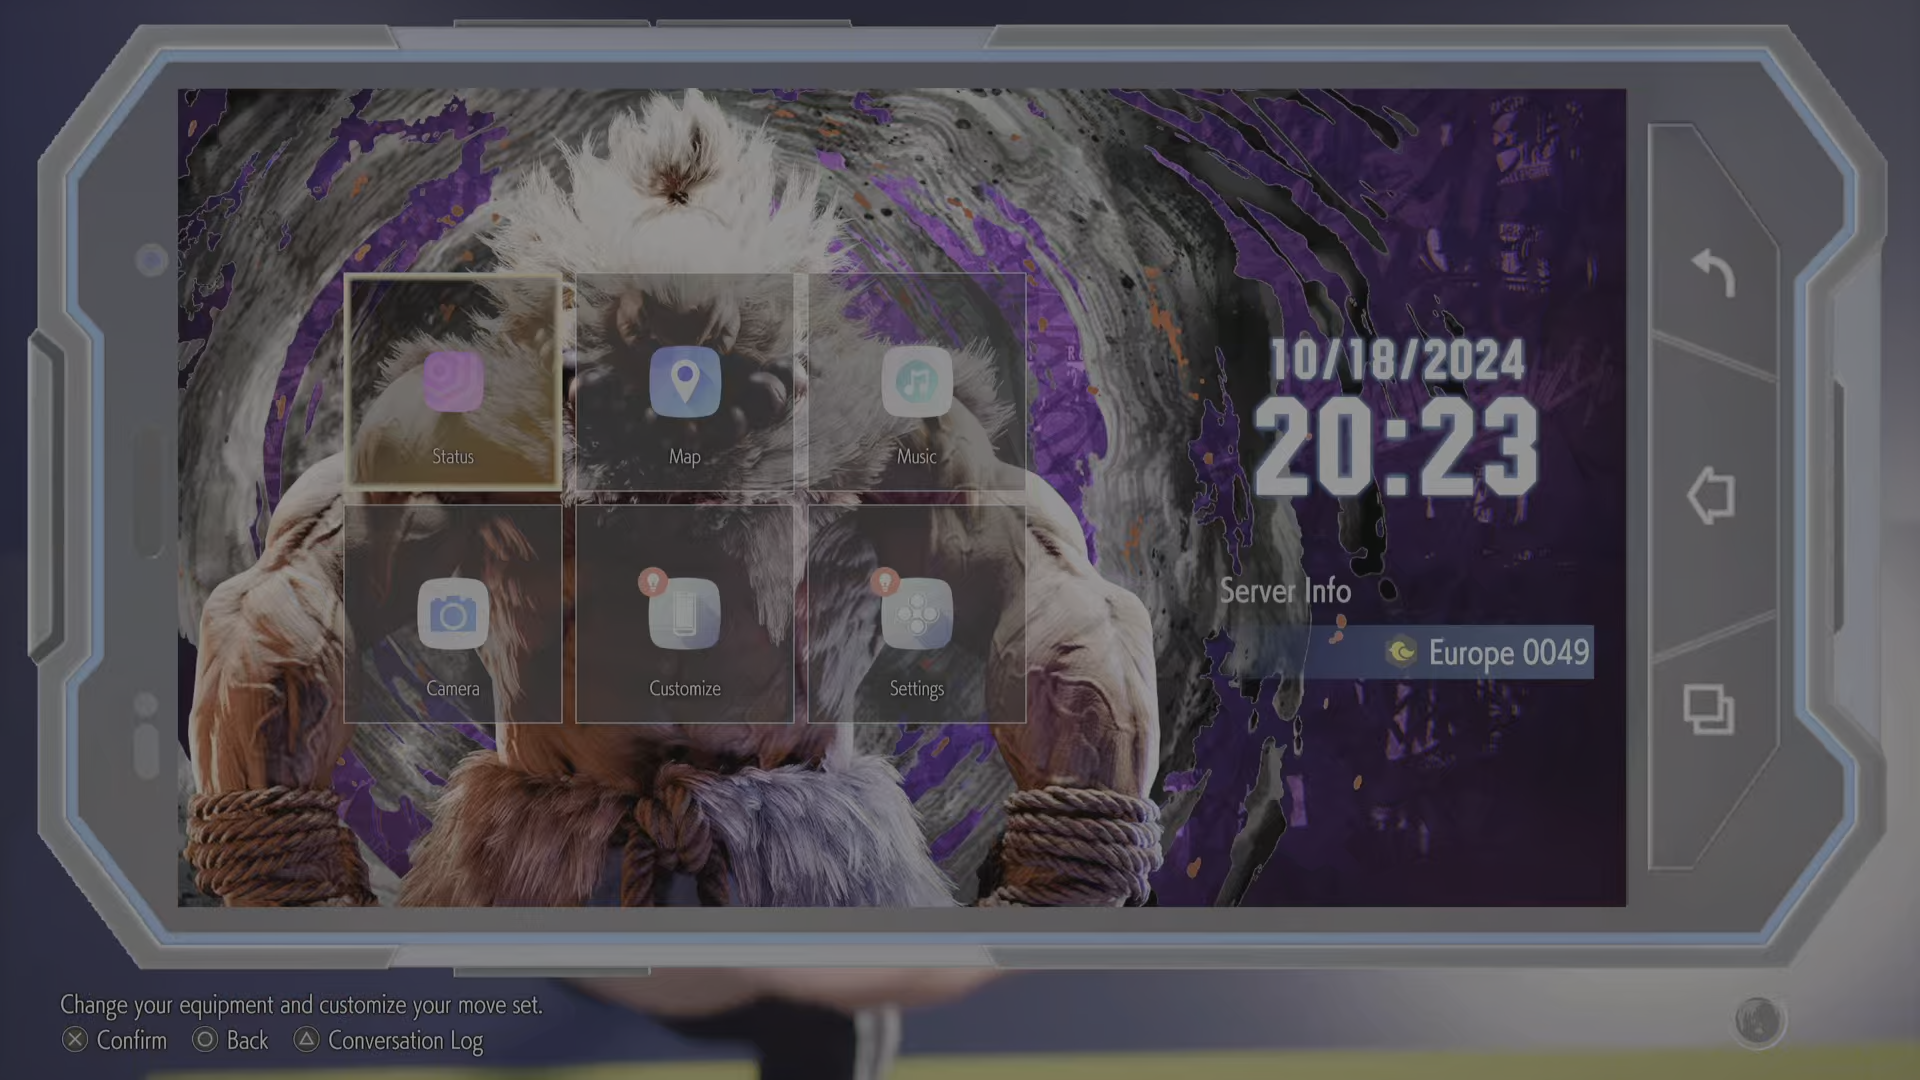 10/18/2024
20:23
Status
Map
Music
Camera
Customize
Settings
Server Info
Europe 0049
Change your equipment and customize your move set.
Confirm Back Conversation Log